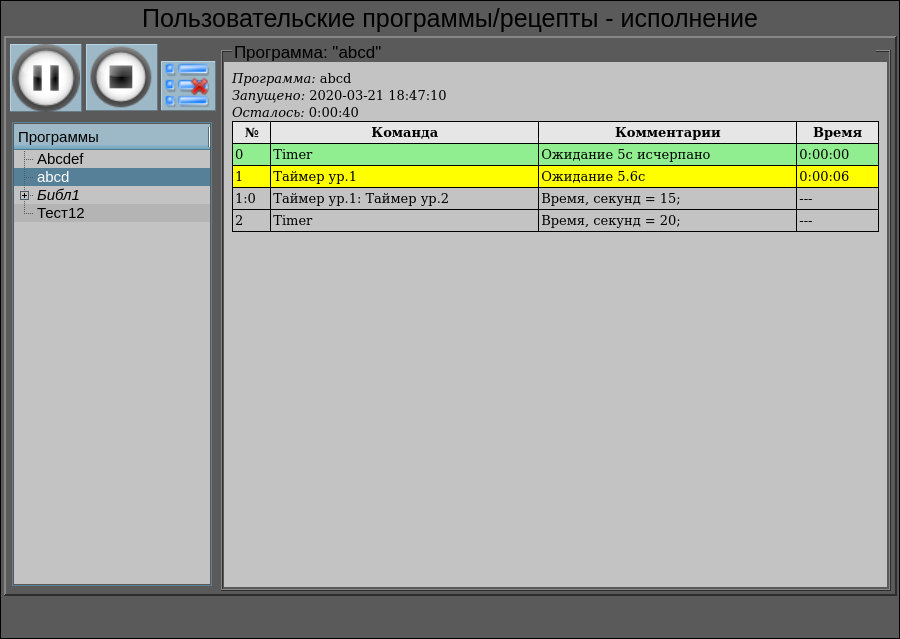 Пользовательские программы/рецепты - исполнение
Программы
Abcdef
abcd
Библ1
Тест12
Программа: "abcd"
Программа: abcd
Запущено: 2020-03-21 18:47:10
Осталось: 0:00:40
№ Команда Комментарии Время
0 Timer Ожидание 5с исчерпано 0:00:00
1 Таймер ур.1 Ожидание 5.6с 0:00:06
1:0 Таймер ур.1: Таймер ур.2 Время, секунд = 15; ---
2 Timer Время, секунд = 20; ---